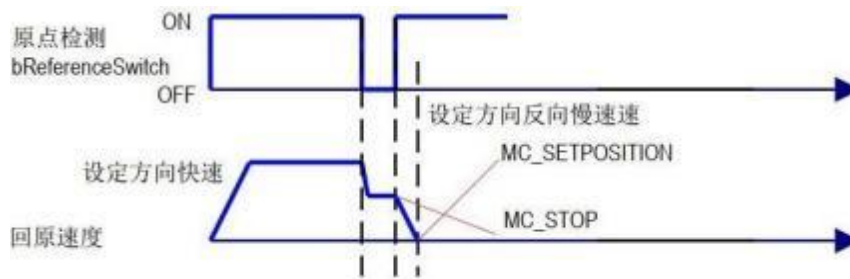 ON
原点检测
bReferenceSwitch
OFF
设定方向反向慢速速
设定方向快速
MC_SETPOSITION
MC_STOP
回原速度